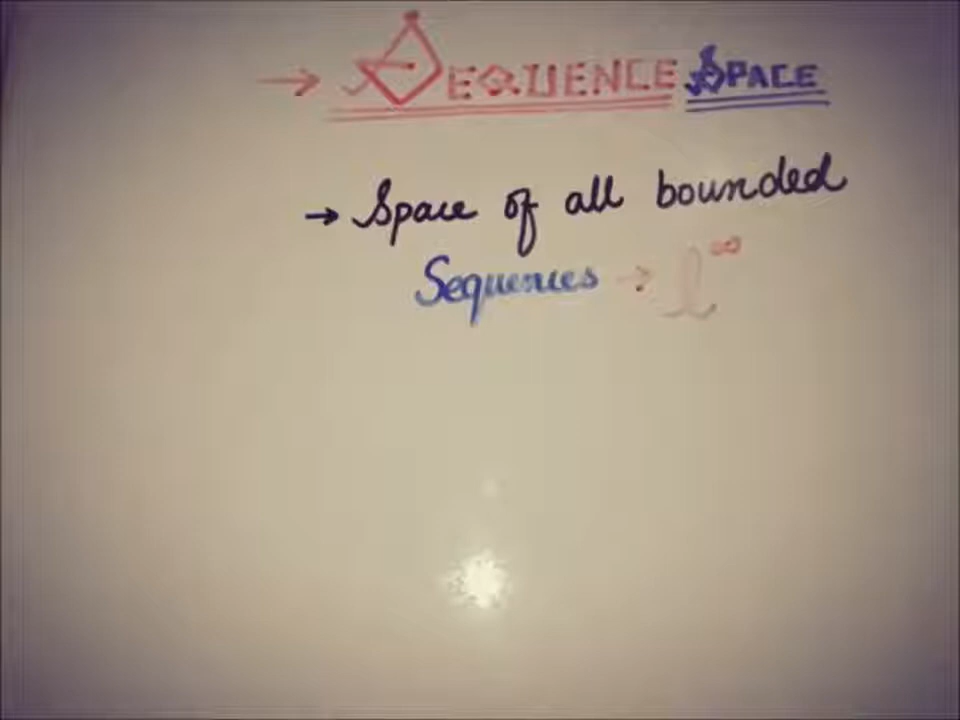 → SEQUENCE SPACE
→ Space of all bounded
Sequences → l^∞